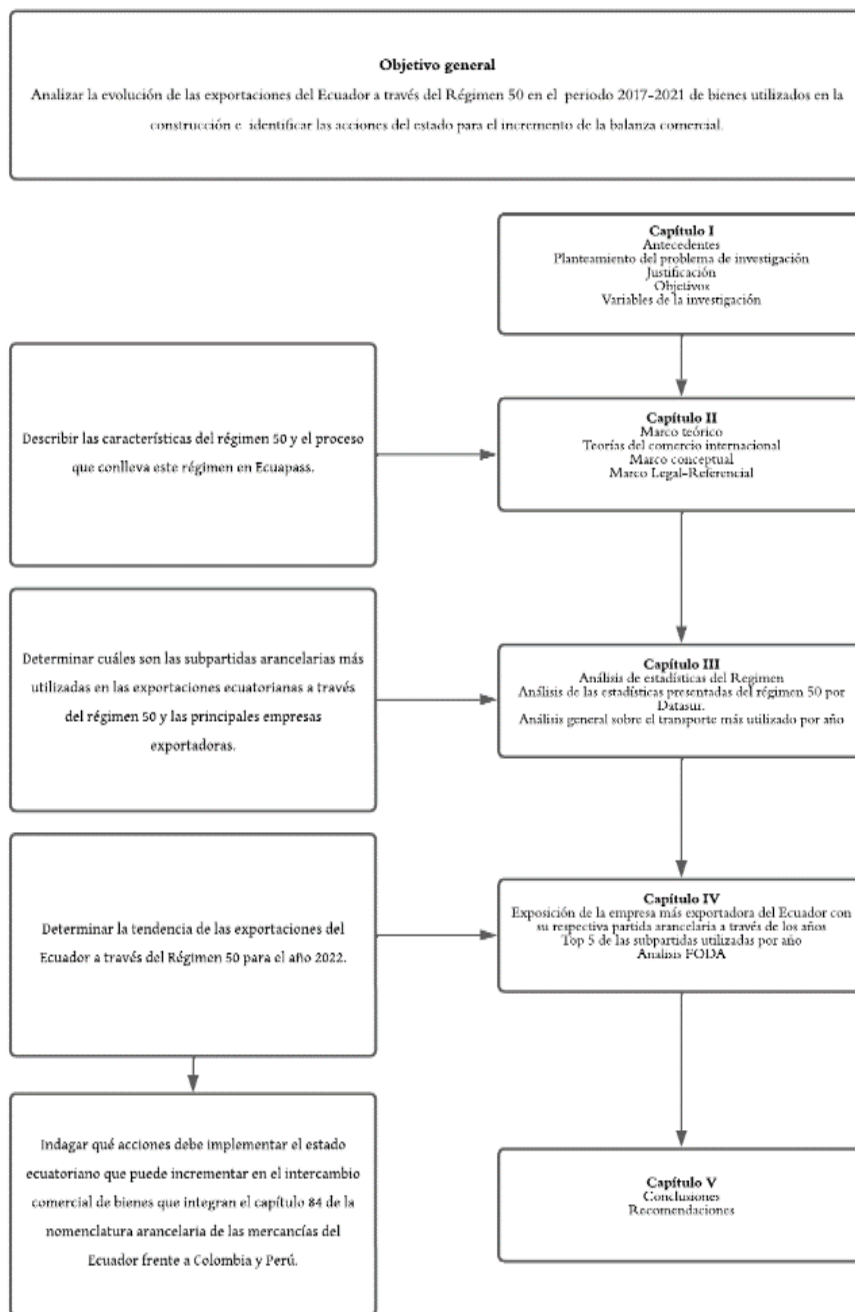 Objetivo general
Analizar la evolución de las exportaciones del Ecuador a través del Régimen 50 en el periodo 2017-2021 de bienes utilizados en la
construcción e identificar las acciones del estado para el incremento de la balanza comercial.
Capítulo I
Antecedentes
Planteamiento del problema de investigación
Justificación
Objetivos
Variables de la investigación
Describir las características del régimen 50 y el proceso
que conlleva este régimen en Ecuapass.
Capítulo II
Marco teórico
Teorías del comercio internacional
Marco conceptual
Marco Legal-Referencial
Determinar cuáles son las subpartidas arancelarias más
utilizadas en las exportaciones ecuatorianas a través
del régimen 50 y las principales empresas
exportadoras.
Capítulo III
Análisis de estadísticas del Regimen
Análisis de las estadísticas presentadas del régimen 50 por
Datasur.
Análisis general sobre el transporte más utilizado por año
Determinar la tendencia de las exportaciones del
Ecuador a través del Régimen 50 para el año 2022.
Capítulo IV
Exposición de la empresa más exportadora del Ecuador con
su respectiva partida arancelaria a través de los años
Top 5 de las subpartidas utilizadas por año
Analisis FODA
Indagar qué acciones debe implementar el estado
ecuatoriano que puede incrementar en el intercambio
comercial de bienes que integran el capítulo 84 de la
nomenclatura arancelaria de las mercancías del
Ecuador frente a Colombia y Perú.
Capítulo V
Conclusiones
Recomendaciones